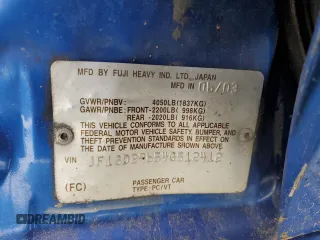 MFD BY FUJI HEAVY IND. LTD., JAPAN
MFD IN 06/03
GVWR/PNBV : 4050LB(1837KG)
GAWR/PNBE: FRONT-2200LB( 998KG)
REAR -2020LB( 916KG)
THIS VEHICLE CONFORMS TO ALL APPLICABLE
FEDERAL MOTOR VEHICLE SAFETY, BUMPER, AND
THEFT PREVENTION STANDARDS IN EFFECT ON
THE DATE OF MANUFACTURE SHOWN ABOVE.
VIN
(FC)
PASSENGER CAR
TYPE: PC/VT
DREAMBID